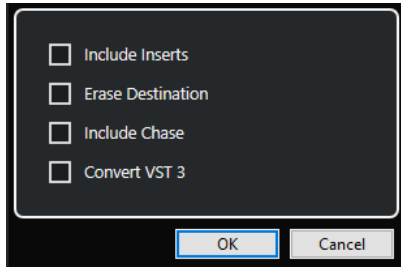 Include Inserts
Erase Destination
Include Chase
Convert VST 3
OK Cancel